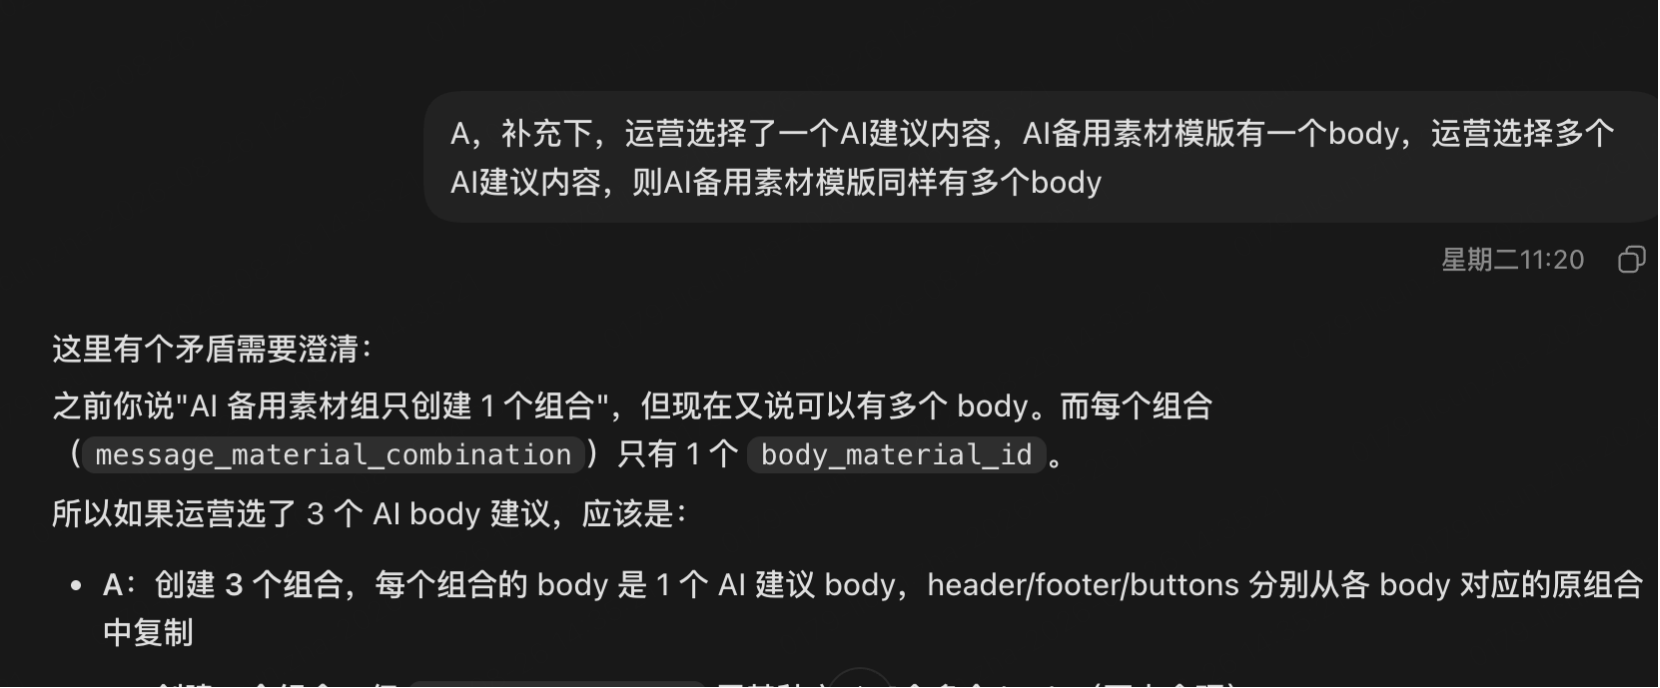 A，补充下，运营选择了一个AI建议内容，AI备用素材模版有一个body，运营选择多个
AI建议内容，则AI备用素材模版同样有多个body
星期二11:20
这里有个矛盾需要澄清：
之前你说"AI 备用素材组只创建 1 个组合"，但现在又说可以有多个 body。而每个组合
（message_material_combination）只有 1 个 body_material_id。
所以如果运营选了 3 个 AI body 建议，应该是：
• A：创建 3 个组合，每个组合的 body 是 1 个 AI 建议 body，header/footer/buttons 分别从各 body 对应的原组合
中复制